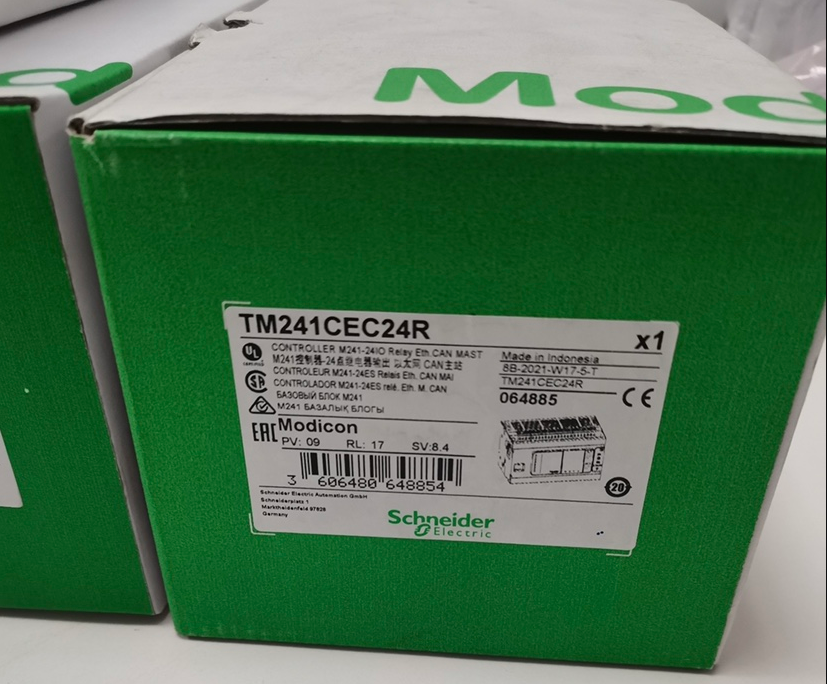 Mod
TM241CEC24R
x1
CONTROLLER M241-24IO Relay Eth.CAN MAST
M241控制器-24点继电器输出 以太网 CAN主站
CONTROLEUR M241-24ES Relais Eth. CAN MAI
CONTROLADOR M241-24ES relé. Eth. M. CAN
БАЗОВЫЙ БЛОК M241
M241 БАЗАЛЫҚ БЛОГЫ
Made in Indonesia
8B-2021-W17-5-T
TM241CEC24R
064885
CE
UL
EAC
Modicon
PV: 09 RL: 17 SV:8.4
3 606480 648854
20
Schneider Electric Automation GmbH
Schneiderplatz 1
Marktheidenfeld 97828
Germany
Schneider
Electric